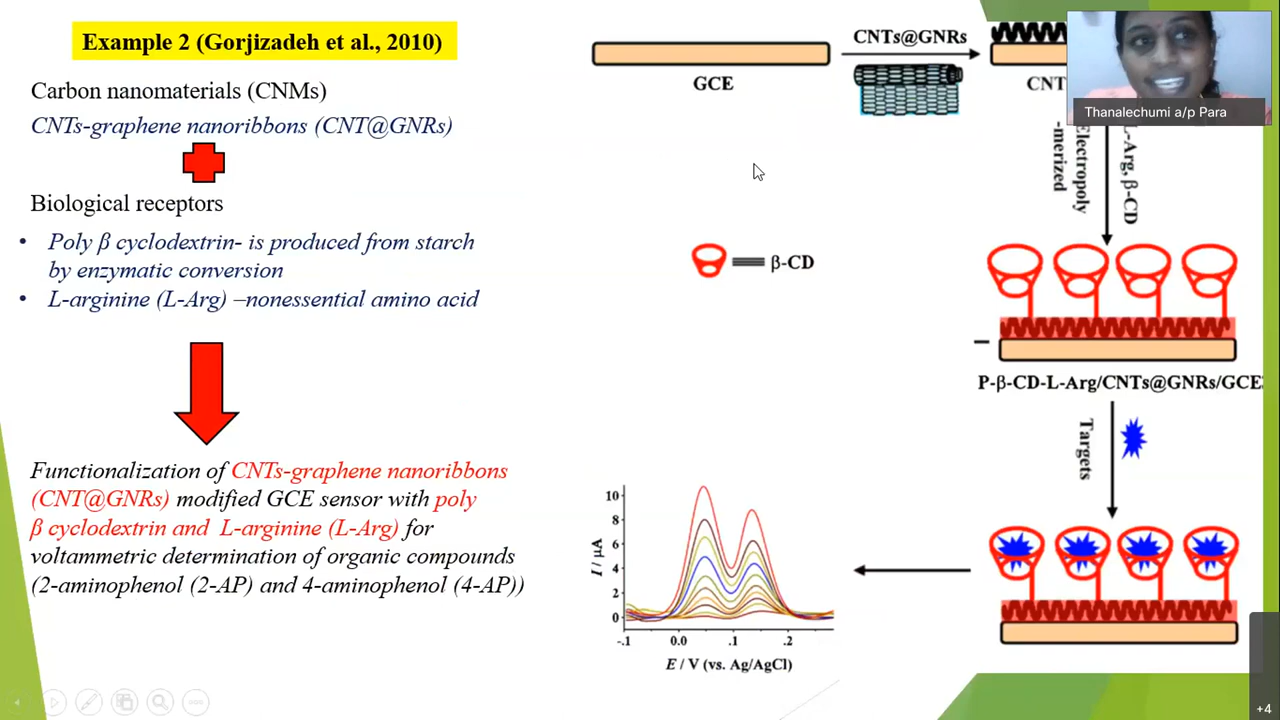 Example 2 (Gorjizadeh et al., 2010)
Carbon nanomaterials (CNMs)
CNTs-graphene nanoribbons (CNT@GNRs)
Biological receptors
• Poly β cyclodextrin- is produced from starch
by enzymatic conversion
• L-arginine (L-Arg) –nonessential amino acid
Functionalization of CNTs-graphene nanoribbons
(CNT@GNRs) modified GCE sensor with poly
β cyclodextrin and L-arginine (L-Arg) for
voltammetric determination of organic compounds
(2-aminophenol (2-AP) and 4-aminophenol (4-AP))
GCE
CNTs@GNRs
CNT
Thanalechumi a/p Para
Electropoly
-merized
L-Arg, β-CD
β-CD
P-β-CD-L-Arg/CNTs@GNRs/GCE
Targets
I / µA
10
8
6
4
2
0
-.1
0.0
.1
.2
E / V (vs. Ag/AgCl)
+4